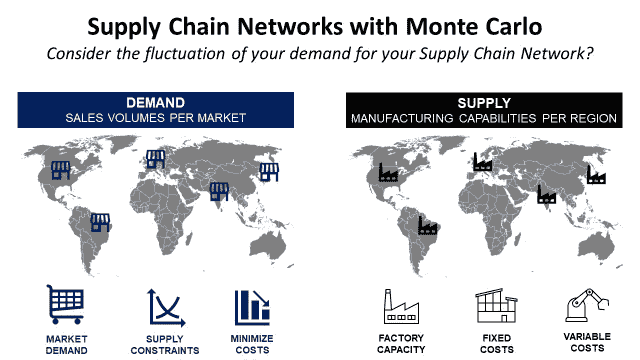 Supply Chain Networks with Monte Carlo
Consider the fluctuation of your demand for your Supply Chain Network?
DEMAND
SALES VOLUMES PER MARKET
SUPPLY
MANUFACTURING CAPABILITIES PER REGION
MARKET
DEMAND
SUPPLY
CONSTRAINTS
MINIMIZE
COSTS
FACTORY
CAPACITY
FIXED
COSTS
VARIABLE
COSTS